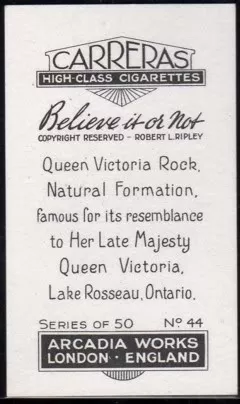 CARRERAS
HIGH-CLASS CIGARETTES
Believe it or Not
COPYRIGHT RESERVED - ROBERT L. RIPLEY
Queen Victoria Rock,
Natural Formation,
famous for its resemblance
to Her Late Majesty
Queen Victoria,
Lake Rosseau, Ontario.
SERIES OF 50 No 44
ARCADIA WORKS
LONDON · ENGLAND